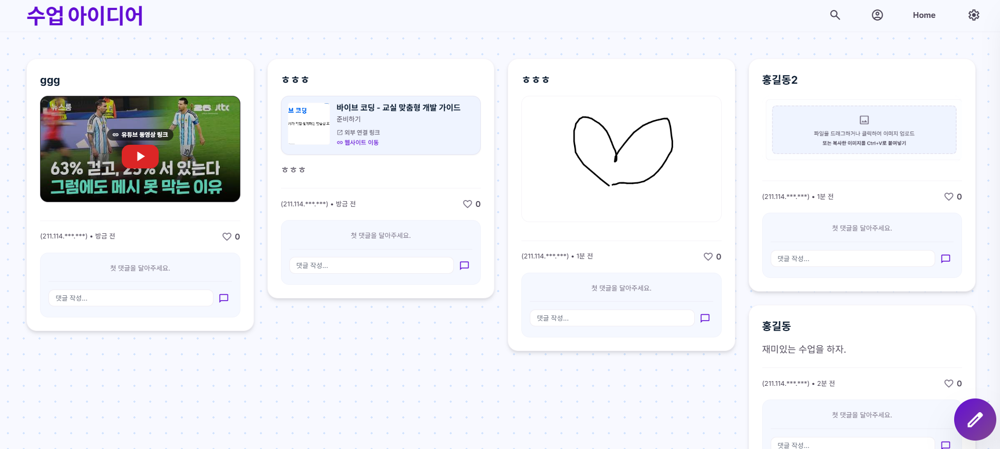 수업 아이디어
Home
ggg
뉴스룸
26 jtbc
유튜브 동영상 링크
63% 걷고, 25% 서 있는다
그럼에도 메시 못 막는 이유
(211.114.***.***) • 방금 전
0
첫 댓글을 달아주세요.
댓글 작성...
ㅎㅎㅎ
브 코딩
바이브 코딩 - 교실 맞춤형 개발 가이드
준비하기
외부 연결 링크
웹사이트 이동
ㅎㅎㅎ
(211.114.***.***) • 방금 전
0
첫 댓글을 달아주세요.
댓글 작성...
ㅎㅎㅎ
(211.114.***.***) • 1분 전
0
첫 댓글을 달아주세요.
댓글 작성...
홍길동2
파일을 드래그하거나 클릭하여 이미지 업로드
또는 복사한 이미지를 Ctrl+V로 붙여넣기
(211.114.***.***) • 1분 전
0
첫 댓글을 달아주세요.
댓글 작성...
홍길동
재미있는 수업을 하자.
(211.114.***.***) • 2분 전
0
첫 댓글을 달아주세요.
댓글 작성...